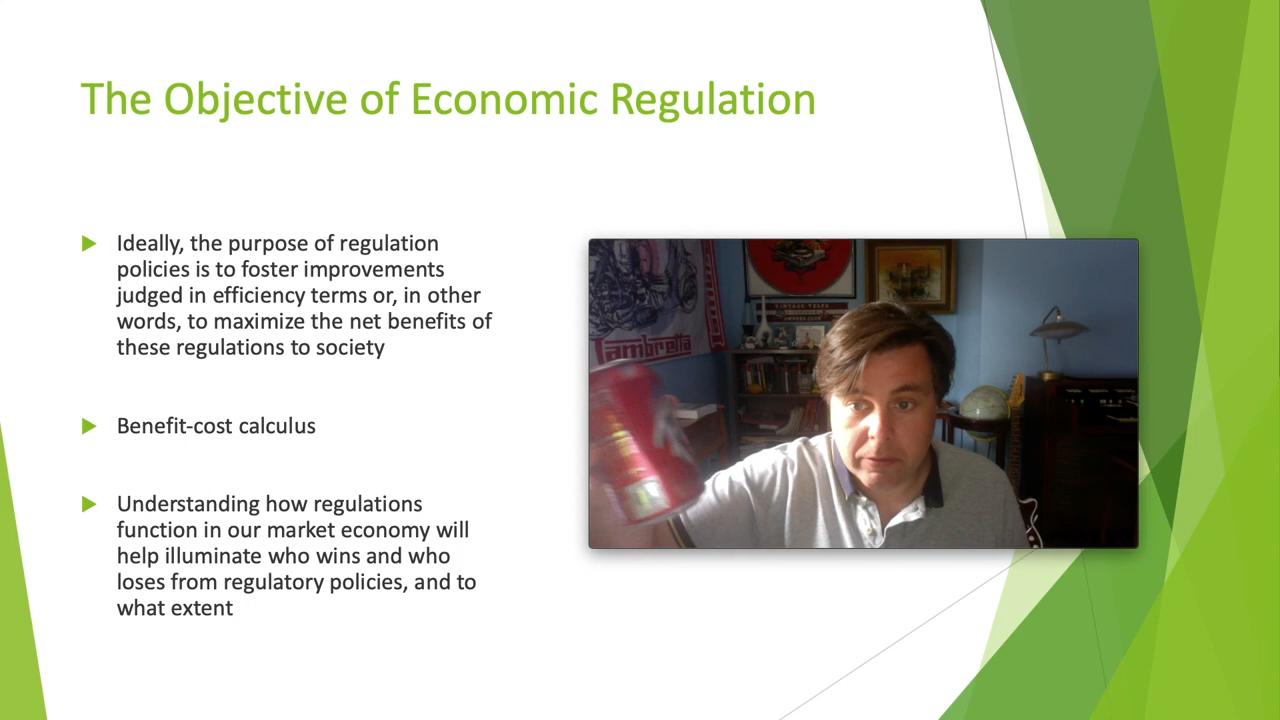 The Objective of Economic Regulation
Ideally, the purpose of regulation
policies is to foster improvements
judged in efficiency terms or, in other
words, to maximize the net benefits of
these regulations to society
Benefit-cost calculus
Understanding how regulations
function in our market economy will
help illuminate who wins and who
loses from regulatory policies, and to
what extent
Lambretta
VINTAGE VESPA